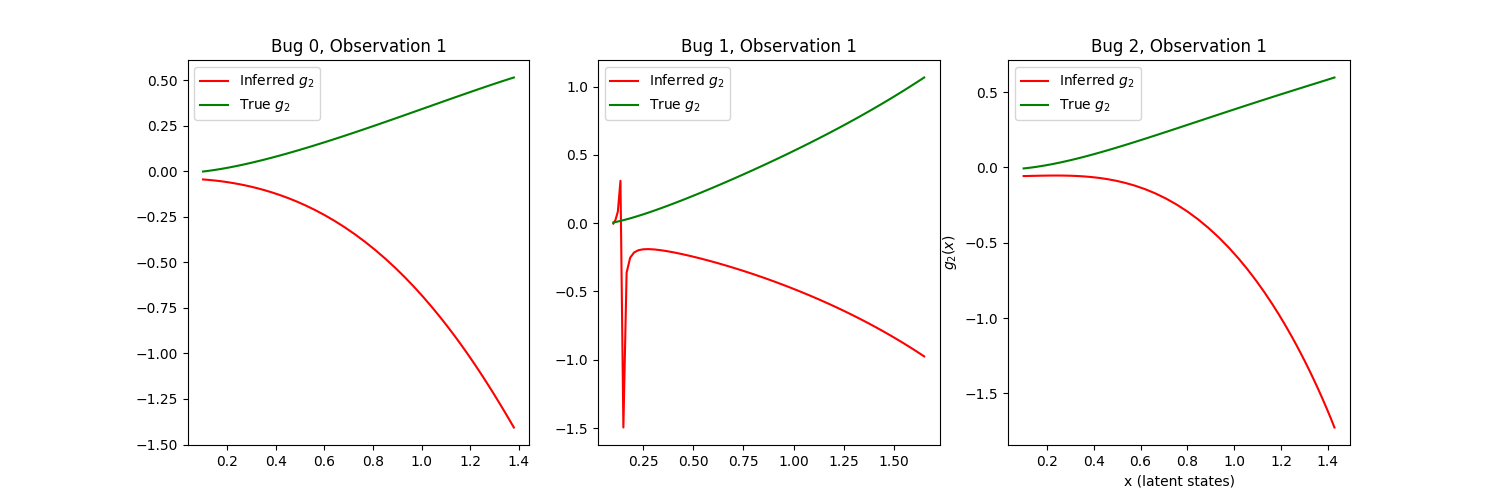 Bug 0, Observation 1
Inferred g₂
True g₂
0.50
0.25
0.00
−0.25
−0.50
−0.75
−1.00
−1.25
−1.50
0.2 0.4 0.6 0.8 1.0 1.2 1.4
Bug 1, Observation 1
Inferred g₂
True g₂
1.0
0.5
0.0
−0.5
−1.0
−1.5
0.25 0.50 0.75 1.00 1.25 1.50
Bug 2, Observation 1
Inferred g₂
True g₂
g₂(x)
0.5
0.0
−0.5
−1.0
−1.5
0.2 0.4 0.6 0.8 1.0 1.2 1.4
x (latent states)